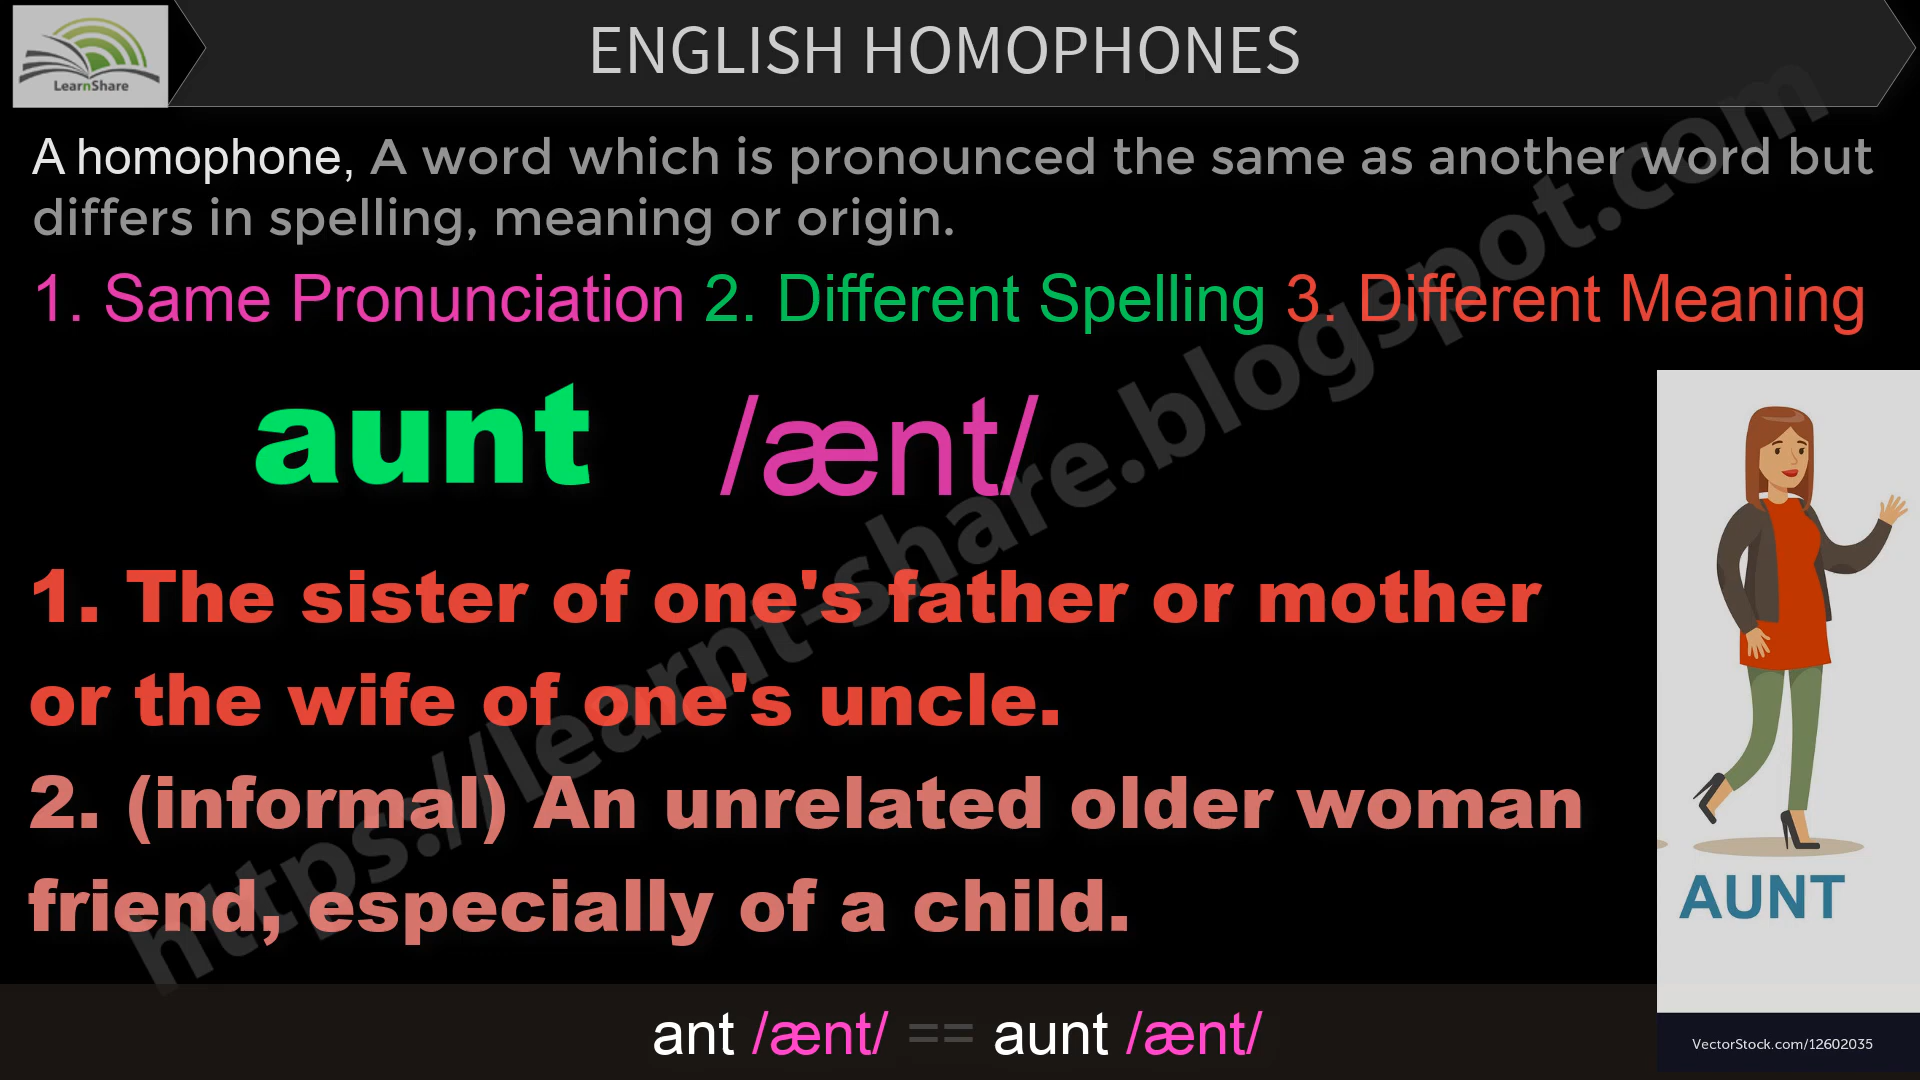 LearnShare
ENGLISH HOMOPHONES
A homophone, A word which is pronounced the same as another word but
differs in spelling, meaning or origin.
1. Same Pronunciation 2. Different Spelling 3. Different Meaning
aunt /ænt/
1. The sister of one's father or mother
or the wife of one's uncle.
2. (informal) An unrelated older woman
friend, especially of a child.
AUNT
ant /ænt/ == aunt /ænt/
VectorStock.com/12602035
https://learnt-share.blogspot.com